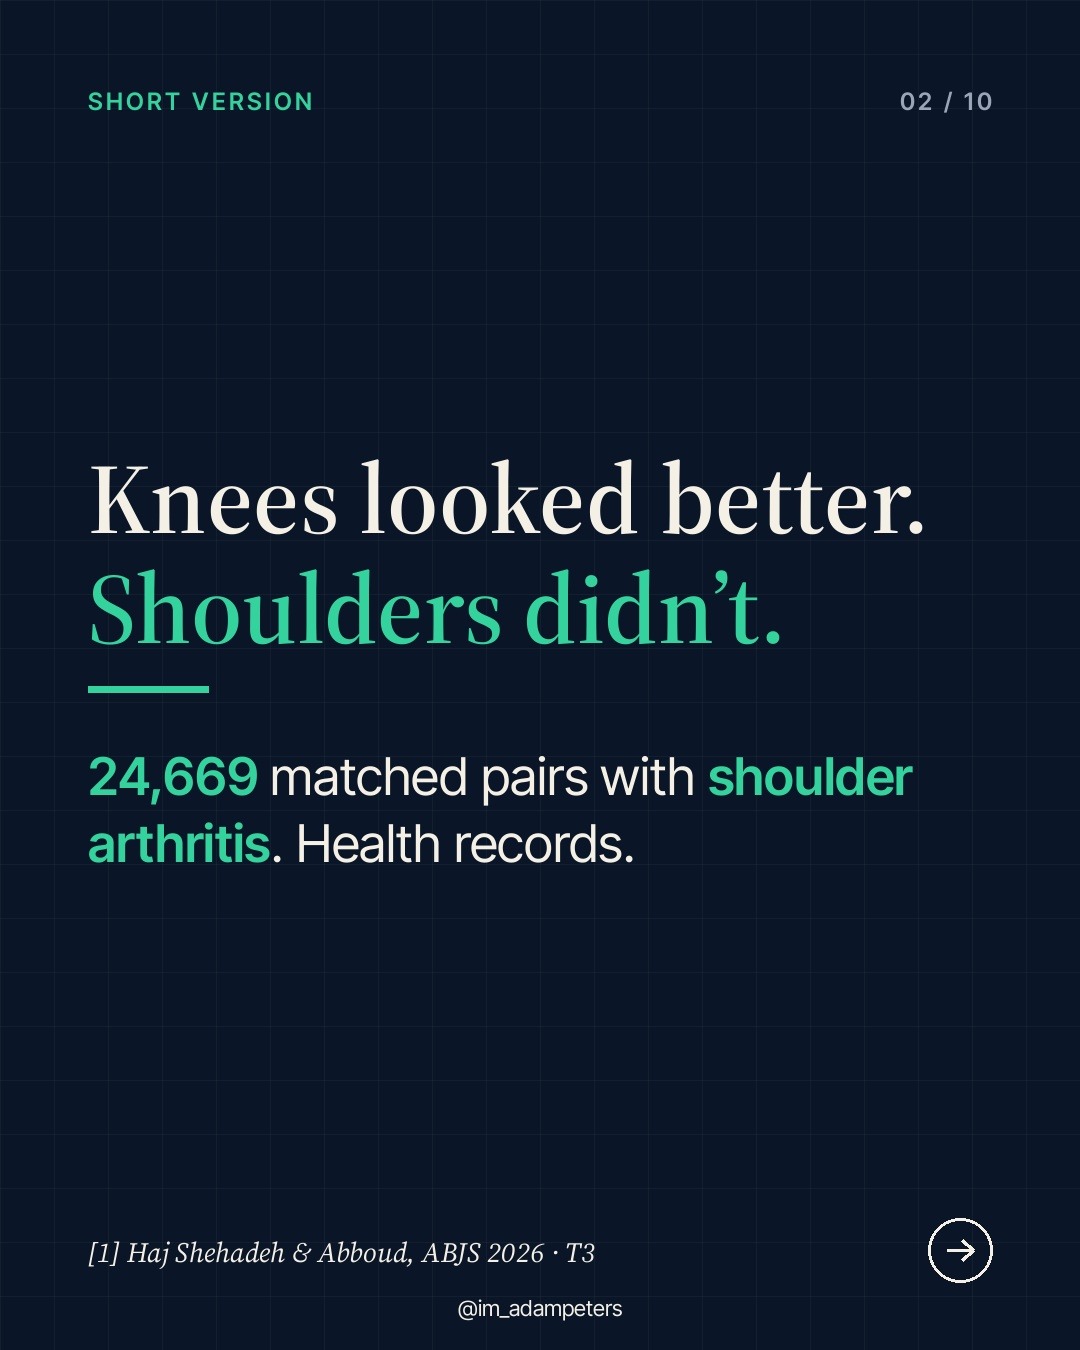 SHORT VERSION
02 / 10
Knees looked better.
Shoulders didn’t.
24,669 matched pairs with shoulder
arthritis. Health records.
[1] Haj Shehadeh & Abboud, ABJS 2026 · T3
@im_adampeters